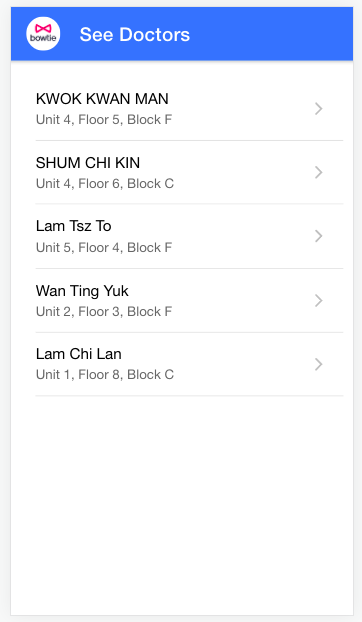 bowtie
See Doctors
KWOK KWAN MAN
Unit 4, Floor 5, Block F
SHUM CHI KIN
Unit 4, Floor 6, Block C
Lam Tsz To
Unit 5, Floor 4, Block F
Wan Ting Yuk
Unit 2, Floor 3, Block F
Lam Chi Lan
Unit 1, Floor 8, Block C